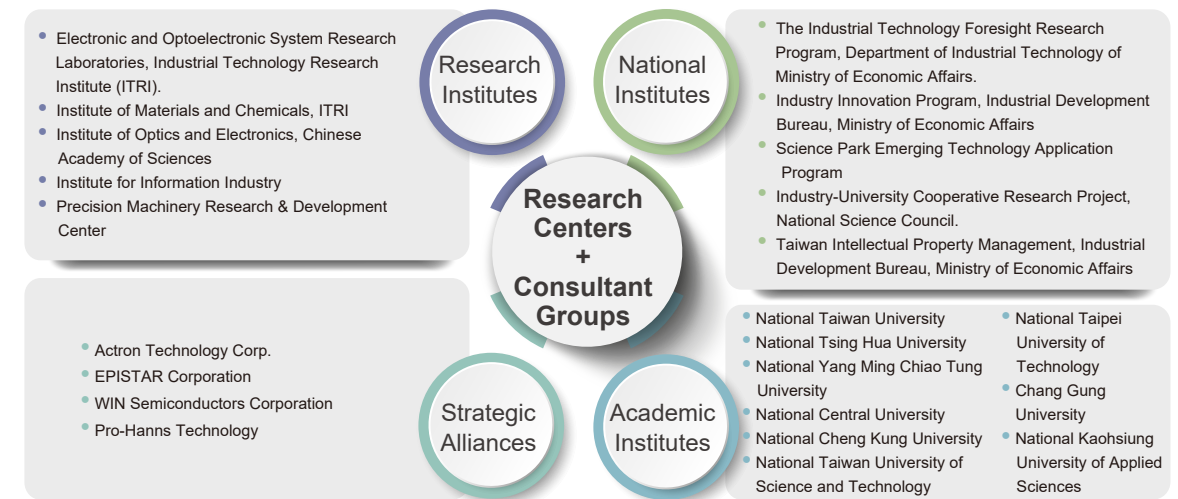 Electronic and Optoelectronic System Research
Laboratories, Industrial Technology Research
Institute (ITRI).
Institute of Materials and Chemicals, ITRI
Institute of Optics and Electronics, Chinese
Academy of Sciences
Institute for Information Industry
Precision Machinery Research & Development
Center
Research
Institutes
National
Institutes
The Industrial Technology Foresight Research
Program, Department of Industrial Technology of
Ministry of Economic Affairs.
Industry Innovation Program, Industrial Development
Bureau, Ministry of Economic Affairs
Science Park Emerging Technology Application
Program
Industry-University Cooperative Research Project,
National Science Council.
Taiwan Intellectual Property Management, Industrial
Development Bureau, Ministry of Economic Affairs
Research
Centers
+
Consultant
Groups
Actron Technology Corp.
EPISTAR Corporation
WIN Semiconductors Corporation
Pro-Hanns Technology
Strategic
Alliances
Academic
Institutes
National Taiwan University
National Tsing Hua University
National Yang Ming Chiao Tung
University
National Central University
National Cheng Kung University
National Taiwan University of
Science and Technology
National Taipei
University of
Technology
Chang Gung
University
National Kaohsiung
University of Applied
Sciences